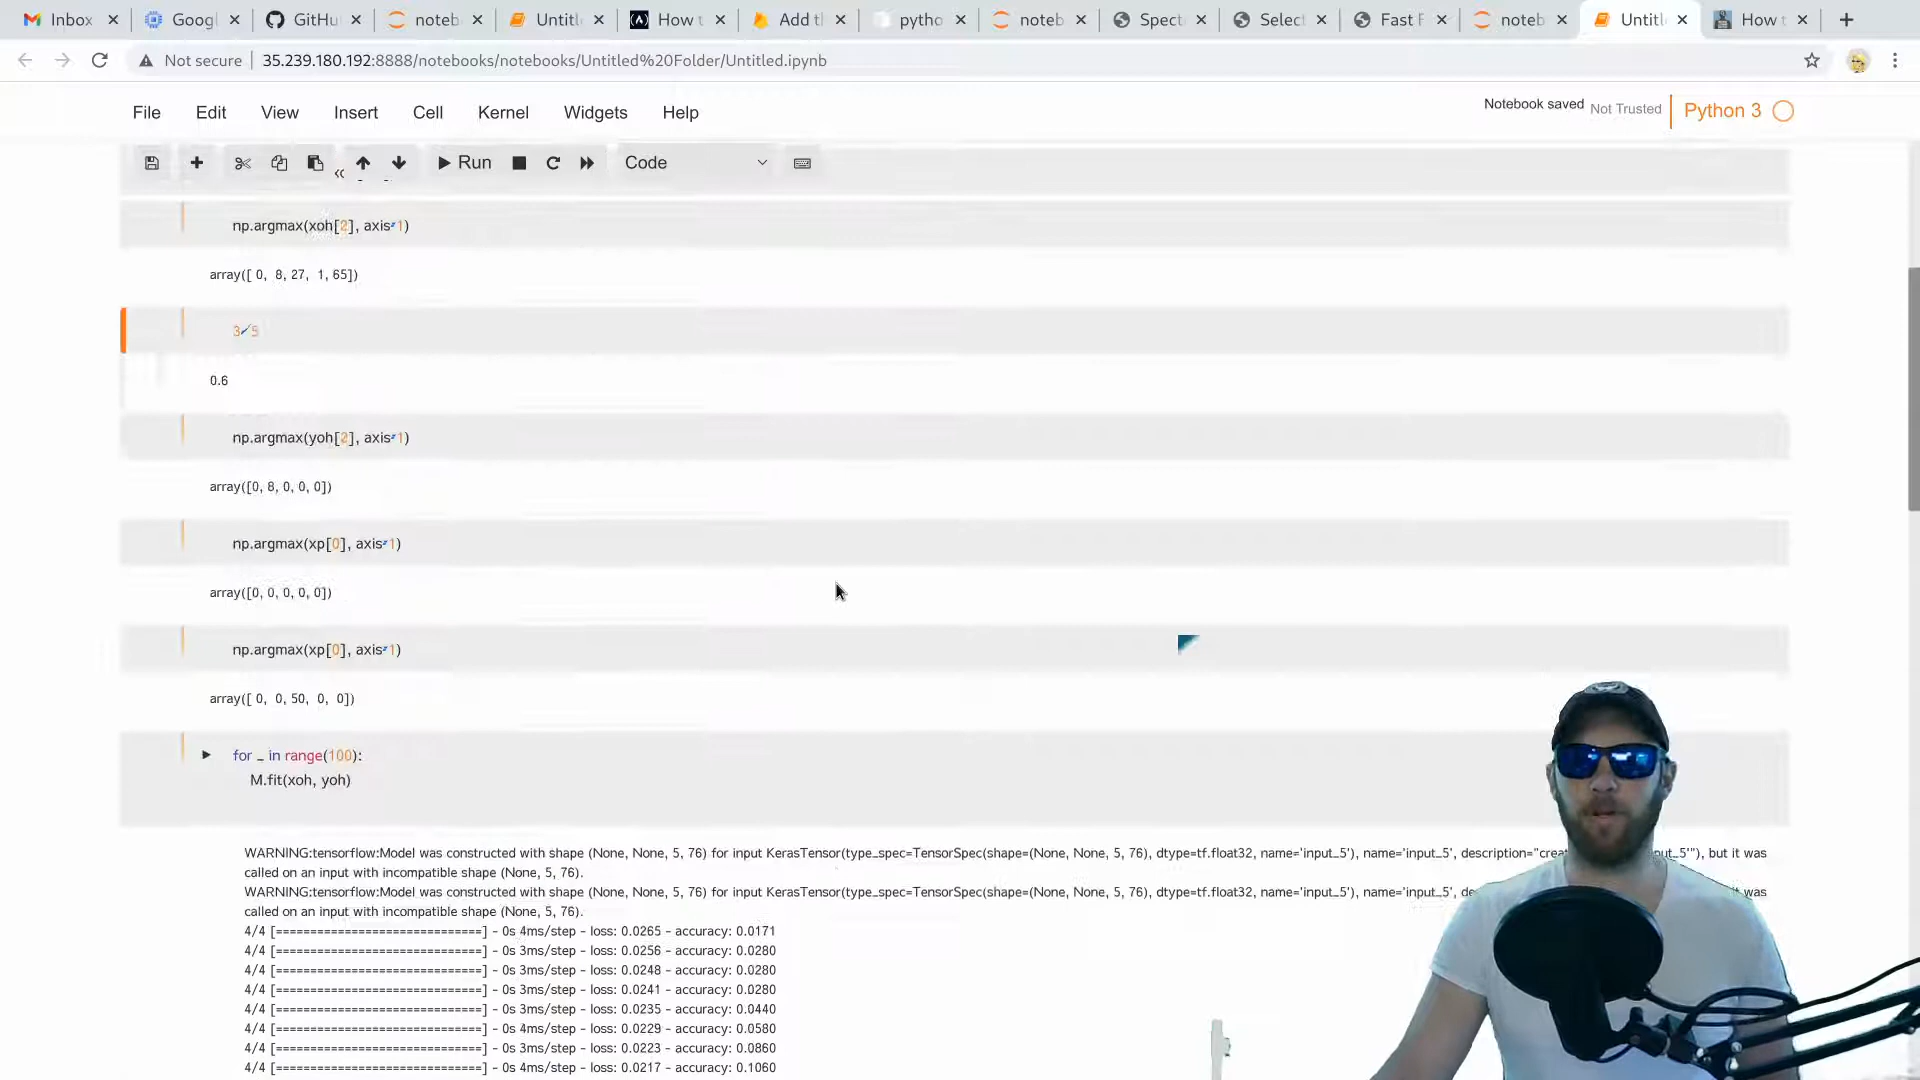 Inbox
Googl
GitHu
noteb
Untitl
How t
Add t
pytho
noteb
Spect
Select
Fast F
noteb
Untitl
How t
Not secure
35.239.180.192:8888/notebooks/notebooks/Untitled%20Folder/Untitled.ipynb
File Edit View Insert Cell Kernel Widgets Help
Notebook saved
Not Trusted
Python 3
Run
Code
np.argmax(xoh[2], axis=1)
array([ 0, 8, 27, 1, 65])
3/5
0.6
np.argmax(yoh[2], axis=1)
array([0, 8, 0, 0, 0])
np.argmax(xp[0], axis=1)
array([0, 0, 0, 0, 0])
np.argmax(xp[0], axis=1)
array([ 0, 0, 50, 0, 0])
for _ in range(100):
M.fit(xoh, yoh)
WARNING:tensorflow:Model was constructed with shape (None, None, 5, 76) for input KerasTensor(type_spec=TensorSpec(shape=(None, None, 5, 76), dtype=tf.float32, name='input_5'), name='input_5', description="crea put_5'"), but it was
called on an input with incompatible shape (None, 5, 76).
WARNING:tensorflow:Model was constructed with shape (None, None, 5, 76) for input KerasTensor(type_spec=TensorSpec(shape=(None, None, 5, 76), dtype=tf.float32, name='input_5'), name='input_5', de was
called on an input with incompatible shape (None, 5, 76).
4/4 [==============================] - 0s 4ms/step - loss: 0.0265 - accuracy: 0.0171
4/4 [==============================] - 0s 3ms/step - loss: 0.0256 - accuracy: 0.0280
4/4 [==============================] - 0s 3ms/step - loss: 0.0248 - accuracy: 0.0280
4/4 [==============================] - 0s 3ms/step - loss: 0.0241 - accuracy: 0.0280
4/4 [==============================] - 0s 3ms/step - loss: 0.0235 - accuracy: 0.0440
4/4 [==============================] - 0s 4ms/step - loss: 0.0229 - accuracy: 0.0580
4/4 [==============================] - 0s 3ms/step - loss: 0.0223 - accuracy: 0.0860
4/4 [==============================] - 0s 4ms/step - loss: 0.0217 - accuracy: 0.1060